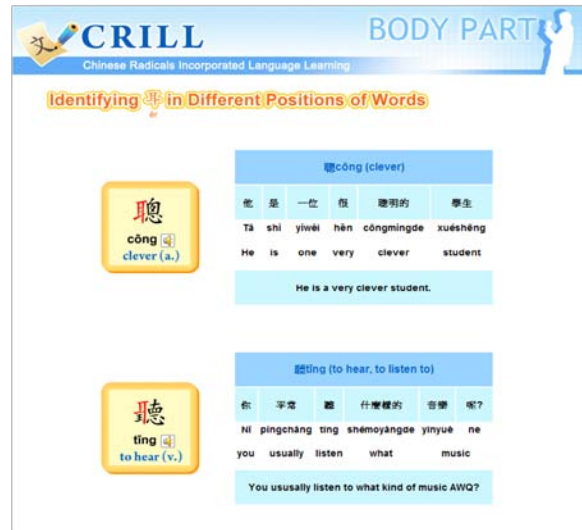 CRILL
BODY PART
Chinese Radicals Incorporated Language Learning
Identifying 耳 in Different Positions of Words
ěr
聰
cōng
clever (a.)
聰cōng (clever)
他 是 一位 很 聰明的 學生
Tā shì yíwèi hěn cōngmíngde xuéshēng
He is one very clever student
He is a very clever student.
聽
tīng
to hear (v.)
聽tīng (to hear, to listen to)
你 平常 聽 什麼樣的 音樂 呢?
Nǐ píngcháng tīng shémoyàngde yīnyuè ne
you usually listen what music
You ususally listen to what kind of music AWQ?